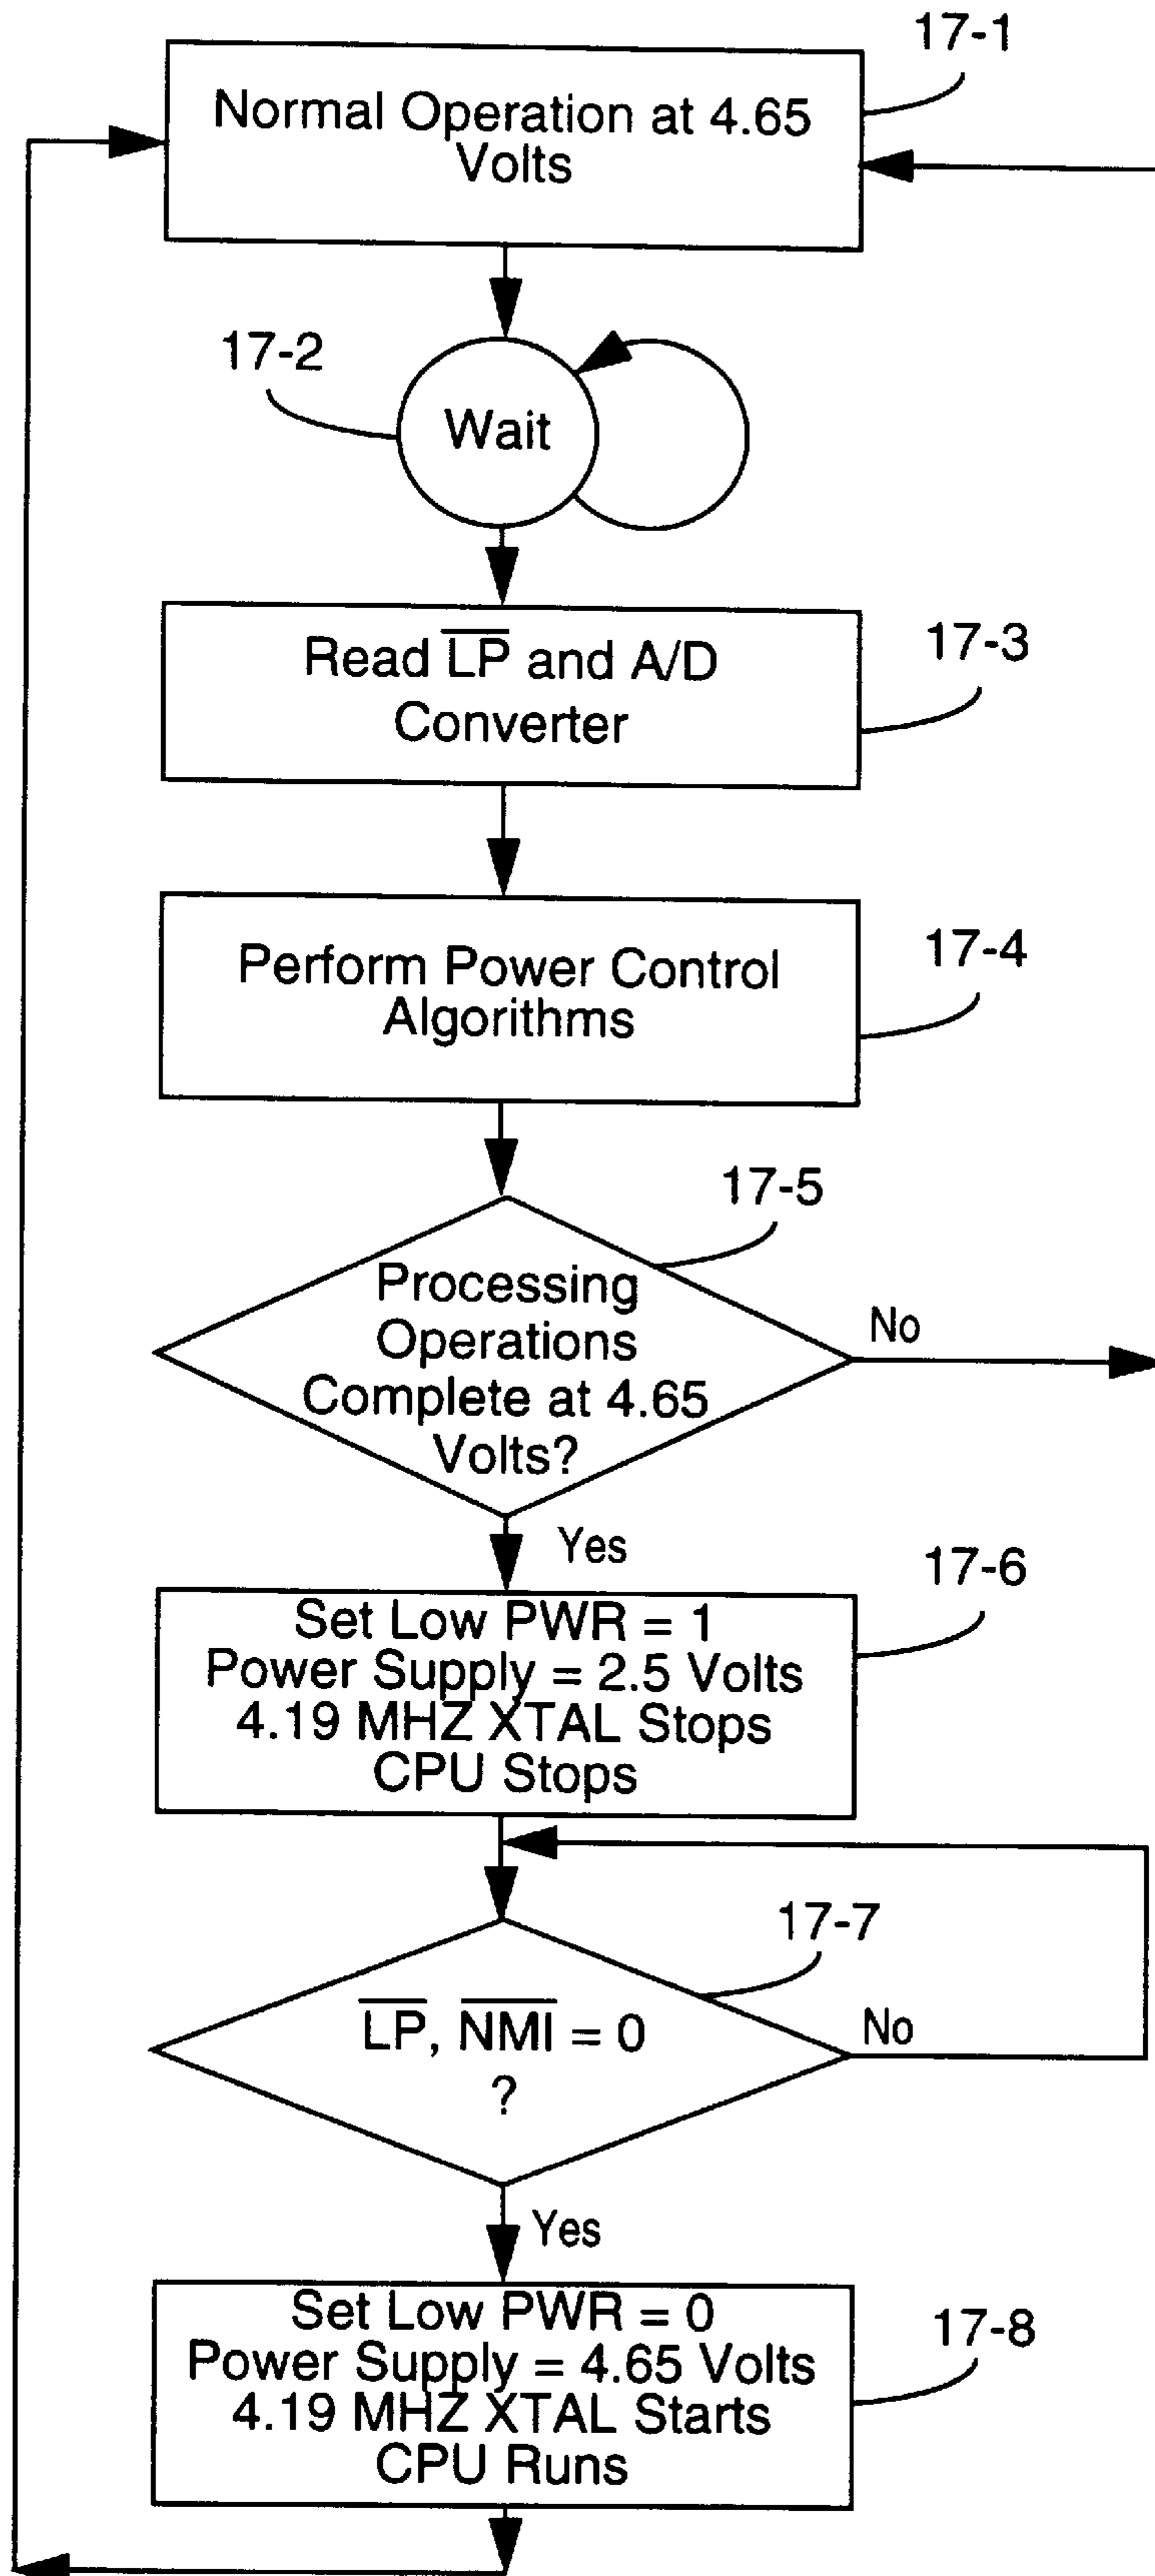 17-1
Normal Operation at 4.65
Volts
17-2
Wait
Read L̅P̅ and A/D
Converter
17-3
Perform Power Control
Algorithms
17-4
17-5
Processing
Operations
Complete at 4.65
Volts?
No
Yes
17-6
Set Low PWR = 1
Power Supply = 2.5 Volts
4.19 MHZ XTAL Stops
CPU Stops
17-7
L̅P̅, N̅M̅I̅ = 0
?
No
Yes
Set Low PWR = 0
Power Supply = 4.65 Volts
4.19 MHZ XTAL Starts
CPU Runs
17-8